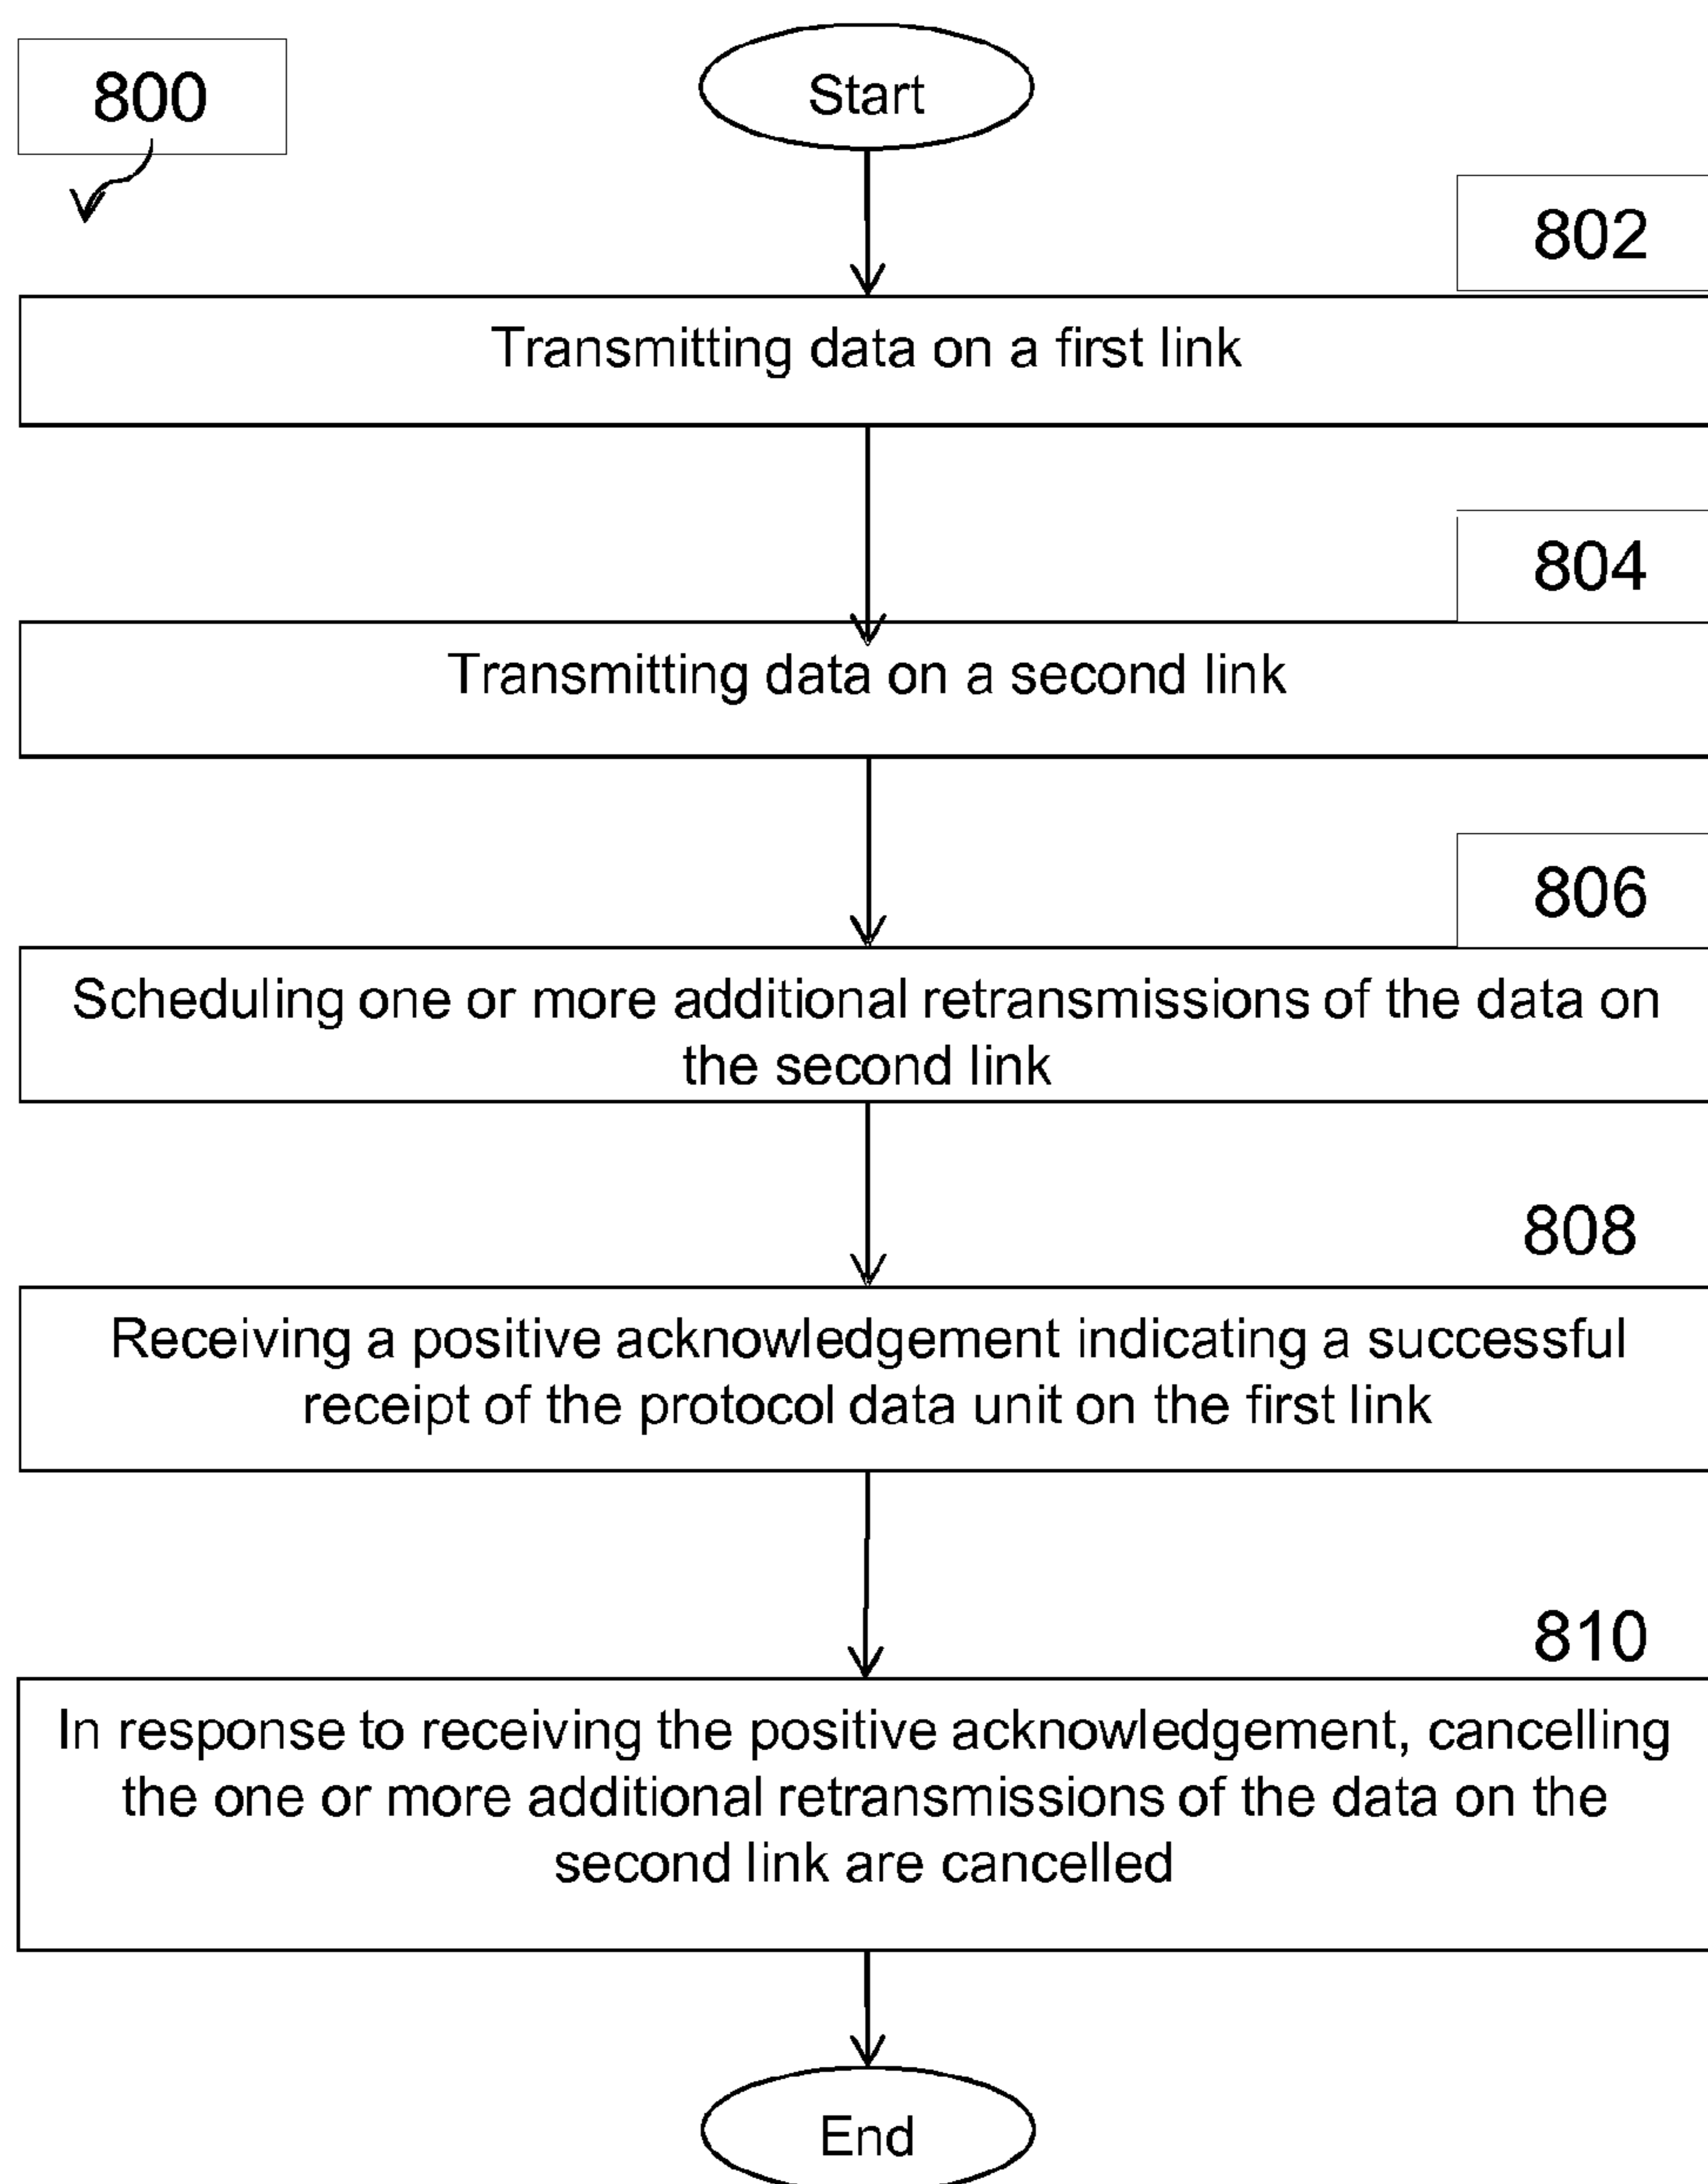 800
Start
802
Transmitting data on a first link
804
Transmitting data on a second link
806
Scheduling one or more additional retransmissions of the data on
the second link
808
Receiving a positive acknowledgement indicating a successful
receipt of the protocol data unit on the first link
810
In response to receiving the positive acknowledgement, cancelling
the one or more additional retransmissions of the data on the
second link are cancelled
End